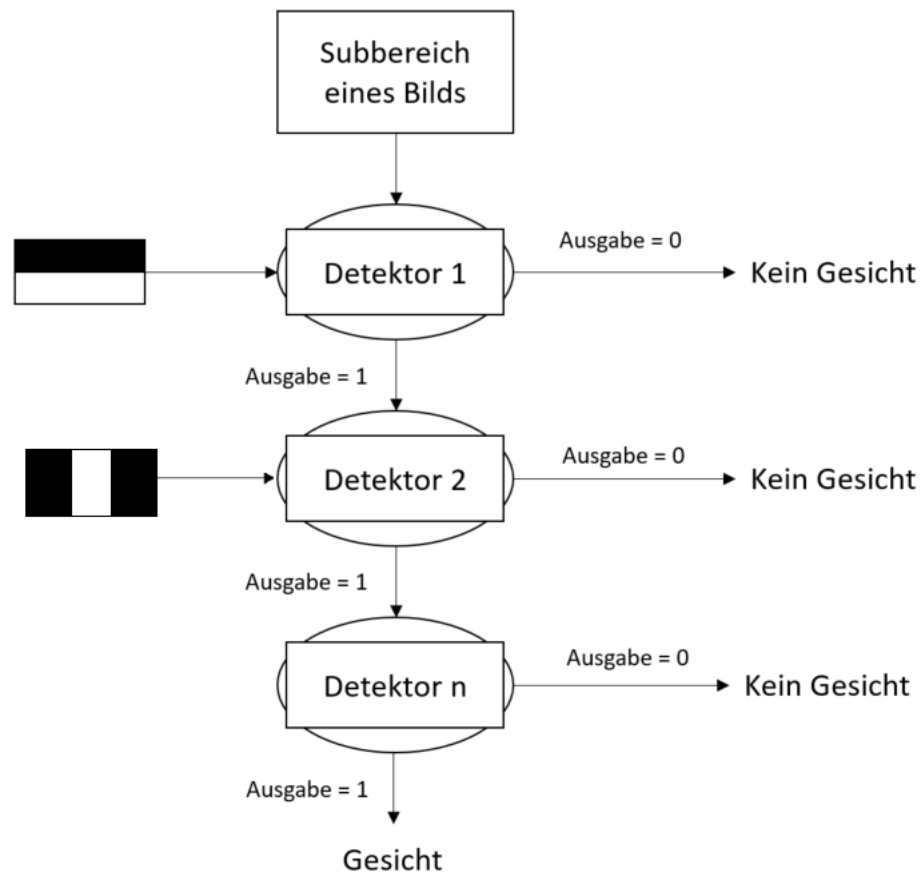 Subbereich
eines Bilds
Detektor 1
Ausgabe = 0
Kein Gesicht
Ausgabe = 1
Detektor 2
Ausgabe = 0
Kein Gesicht
Ausgabe = 1
Detektor n
Ausgabe = 0
Kein Gesicht
Ausgabe = 1
Gesicht